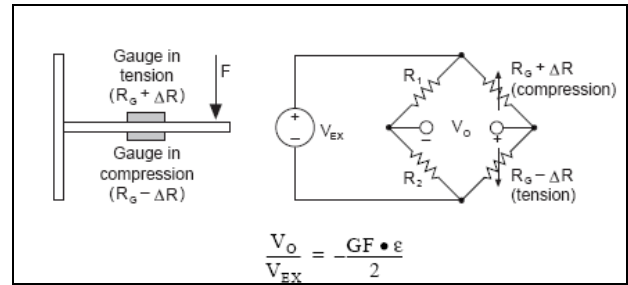 Gauge in
tension
(R_G + ΔR)
F
Gauge in
compression
(R_G − ΔR)
+
−
V_EX
R_1
R_2
− V_O +
R_G + ΔR
(compression)
R_G − ΔR
(tension)
V_O / V_EX = − GF • ε / 2